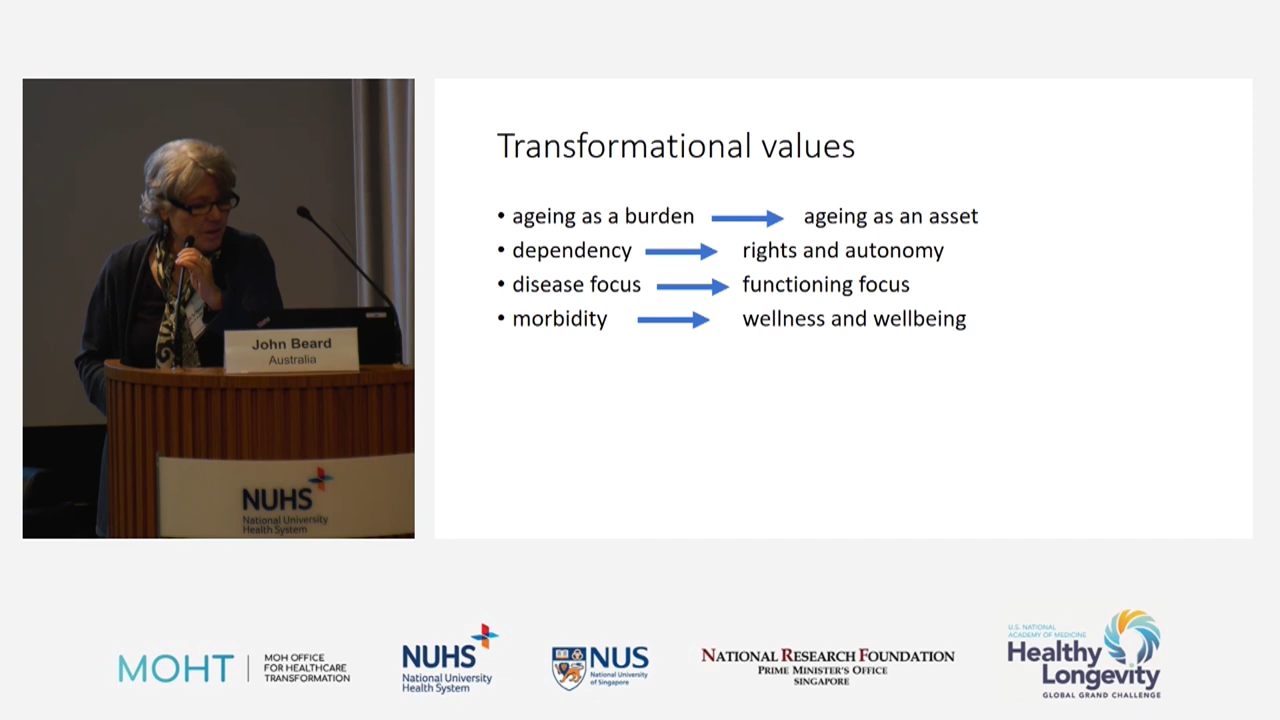 Transformational values
• ageing as a burden ageing as an asset
• dependency rights and autonomy
• disease focus functioning focus
• morbidity wellness and wellbeing
John Beard
Australia
NUHS
National University
Health System
MOHT
MOH OFFICE
FOR HEALTHCARE
TRANSFORMATION
NUHS
National University
Health System
NUS
National University
of Singapore
NATIONAL RESEARCH FOUNDATION
PRIME MINISTER'S OFFICE
SINGAPORE
U.S. NATIONAL
ACADEMY OF MEDICINE
Healthy
Longevity
GLOBAL GRAND CHALLENGE